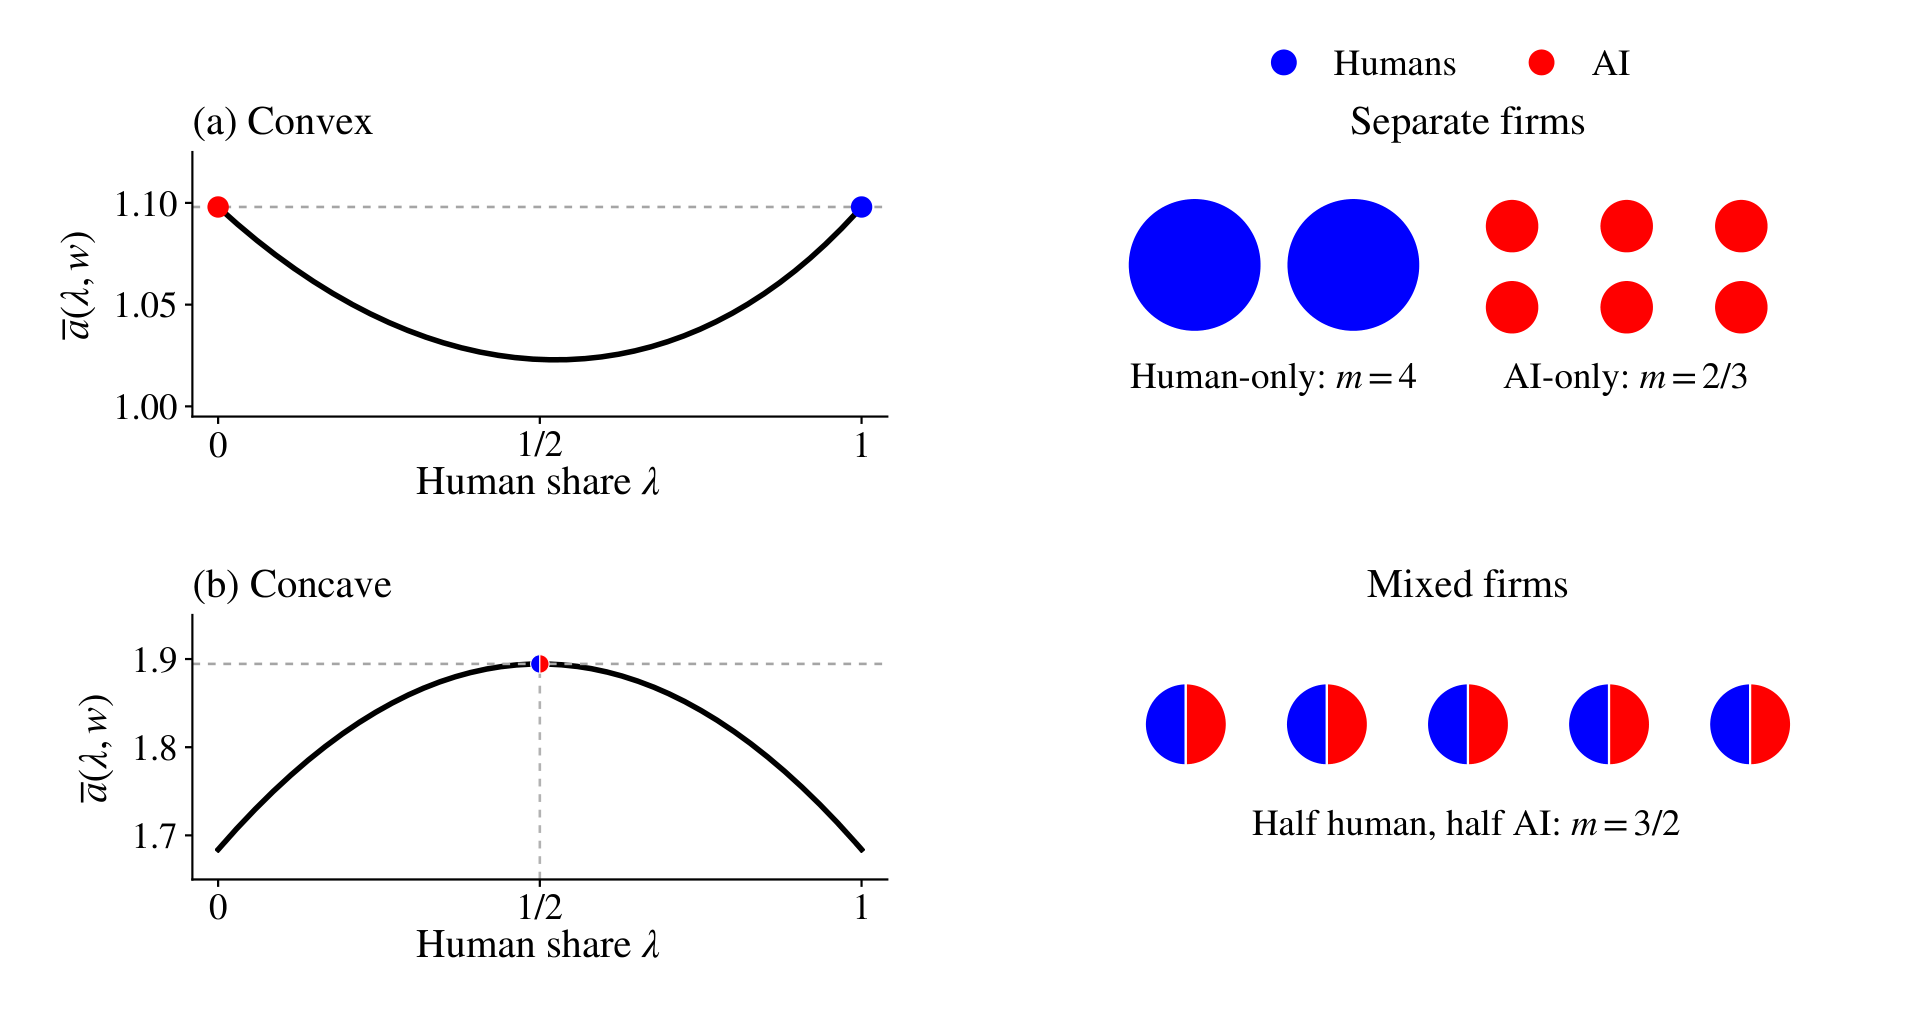 Humans
AI
(a) Convex
Separate firms
1.10
1.05
1.00
a̅(λ, w)
0
1/2
1
Human share λ
Human-only: m = 4
AI-only: m = 2/3
(b) Concave
Mixed firms
1.9
1.8
1.7
a̅(λ, w)
0
1/2
1
Human share λ
Half human, half AI: m = 3/2